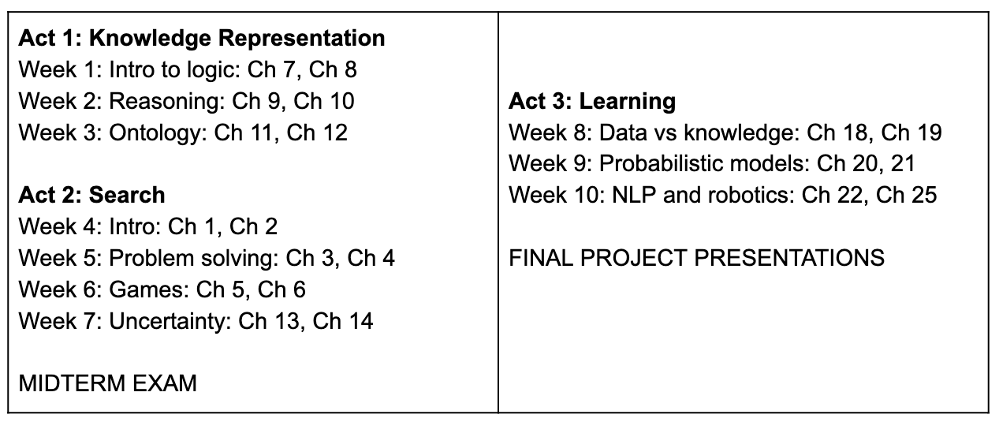 Act 1: Knowledge Representation
Week 1: Intro to logic: Ch 7, Ch 8
Week 2: Reasoning: Ch 9, Ch 10
Week 3: Ontology: Ch 11, Ch 12
Act 2: Search
Week 4: Intro: Ch 1, Ch 2
Week 5: Problem solving: Ch 3, Ch 4
Week 6: Games: Ch 5, Ch 6
Week 7: Uncertainty: Ch 13, Ch 14
MIDTERM EXAM
Act 3: Learning
Week 8: Data vs knowledge: Ch 18, Ch 19
Week 9: Probabilistic models: Ch 20, 21
Week 10: NLP and robotics: Ch 22, Ch 25
FINAL PROJECT PRESENTATIONS